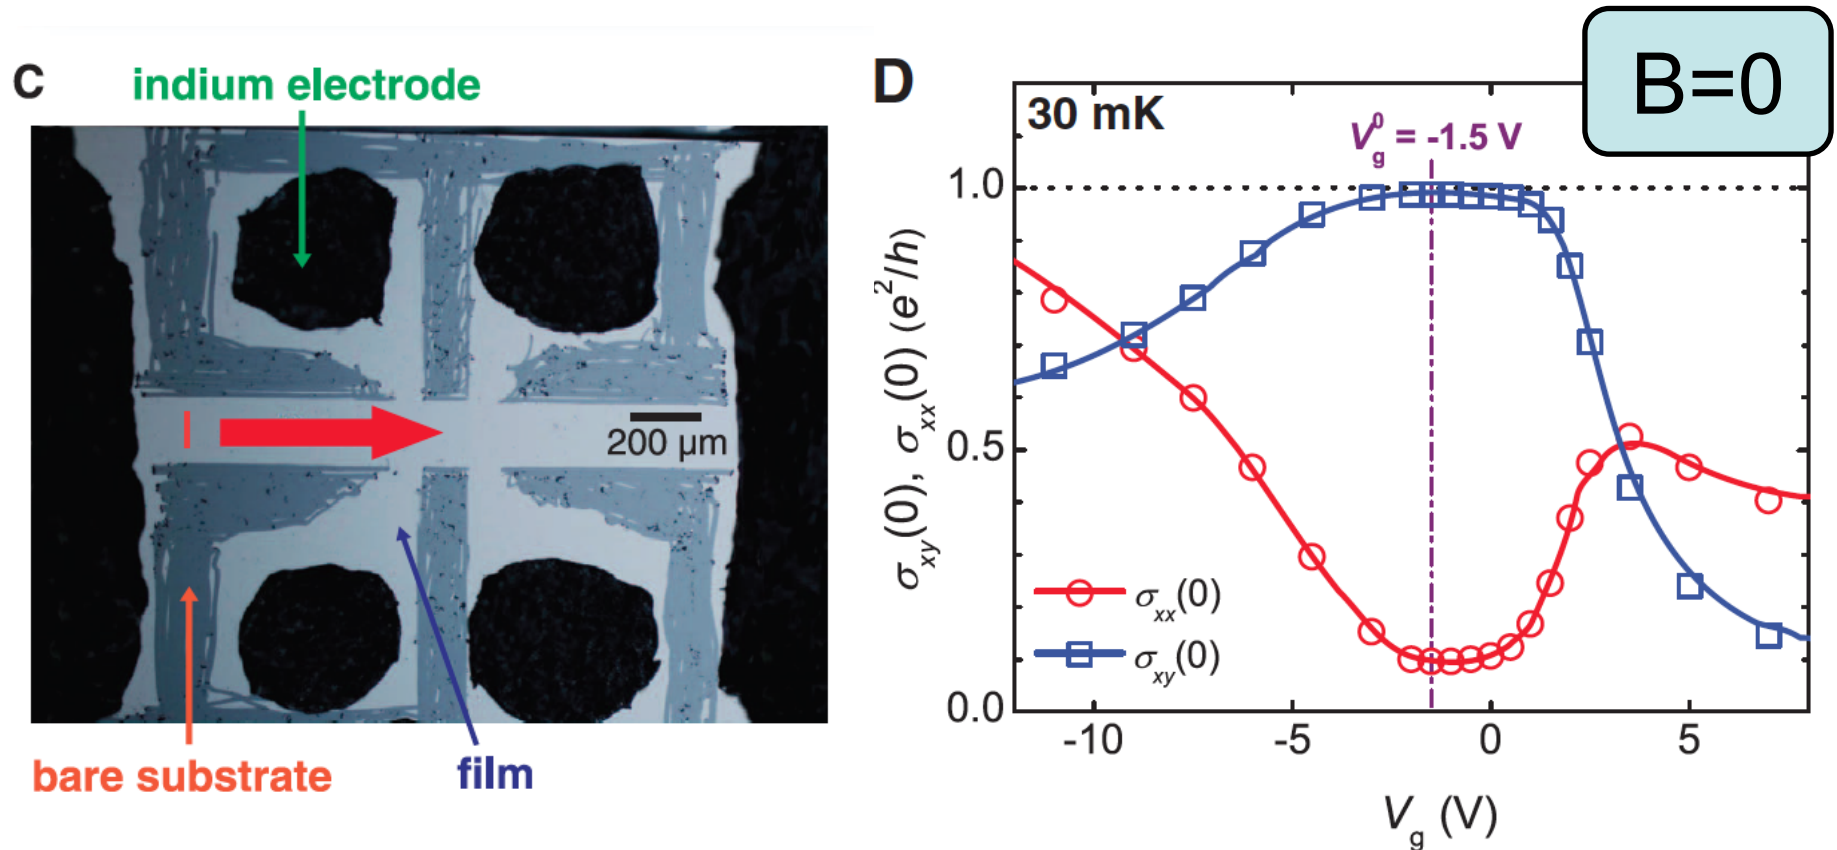 C
indium electrode
I
200 µm
bare substrate
film
D
B=0
30 mK
V_g^0 = -1.5 V
σ_xy(0), σ_xx(0) (e^2/h)
1.0
0.5
0.0
σ_xx(0)
σ_xy(0)
-10 -5 0 5
V_g (V)